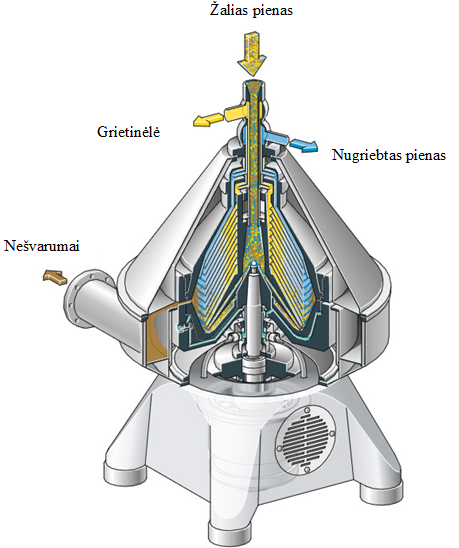 Žalias pienas
Grietinėlė
Nugriebtas pienas
Nešvarumai